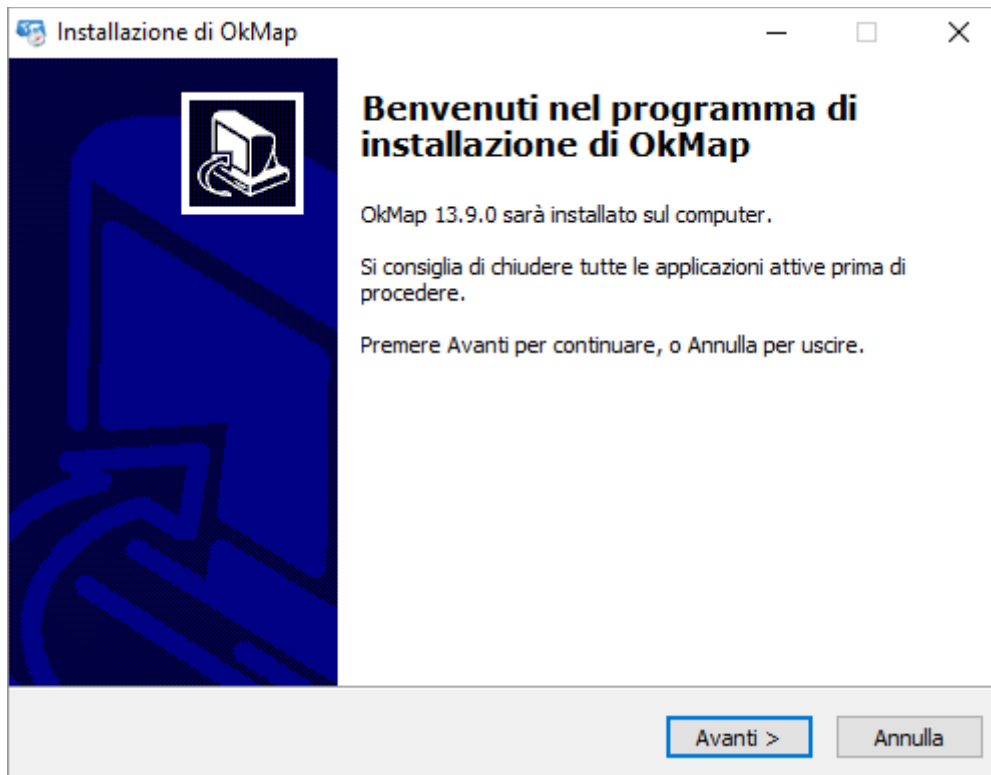 Installazione di OkMap
Benvenuti nel programma di
installazione di OkMap
OkMap 13.9.0 sarà installato sul computer.
Si consiglia di chiudere tutte le applicazioni attive prima di
procedere.
Premere Avanti per continuare, o Annulla per uscire.
Avanti >
Annulla